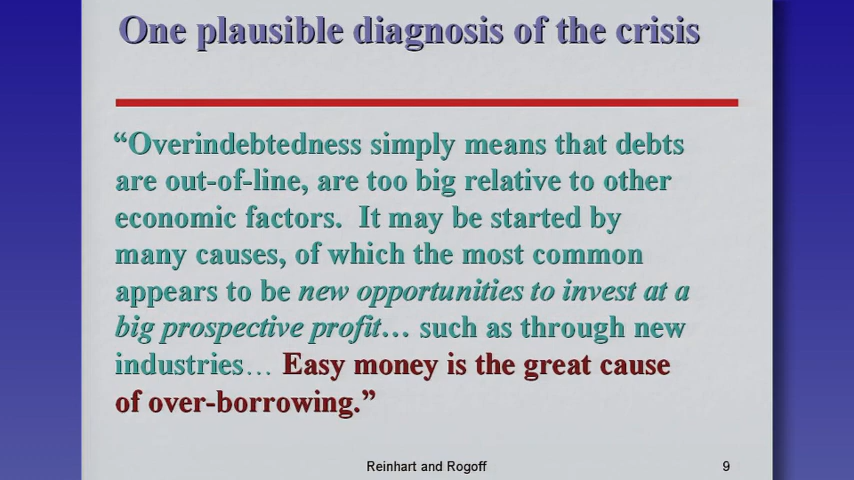 One plausible diagnosis of the crisis
“Overindebtedness simply means that debts
are out-of-line, are too big relative to other
economic factors.  It may be started by
many causes, of which the most common
appears to be new opportunities to invest at a
big prospective profit… such as through new
industries… Easy money is the great cause
of over-borrowing.”
Reinhart and Rogoff
9